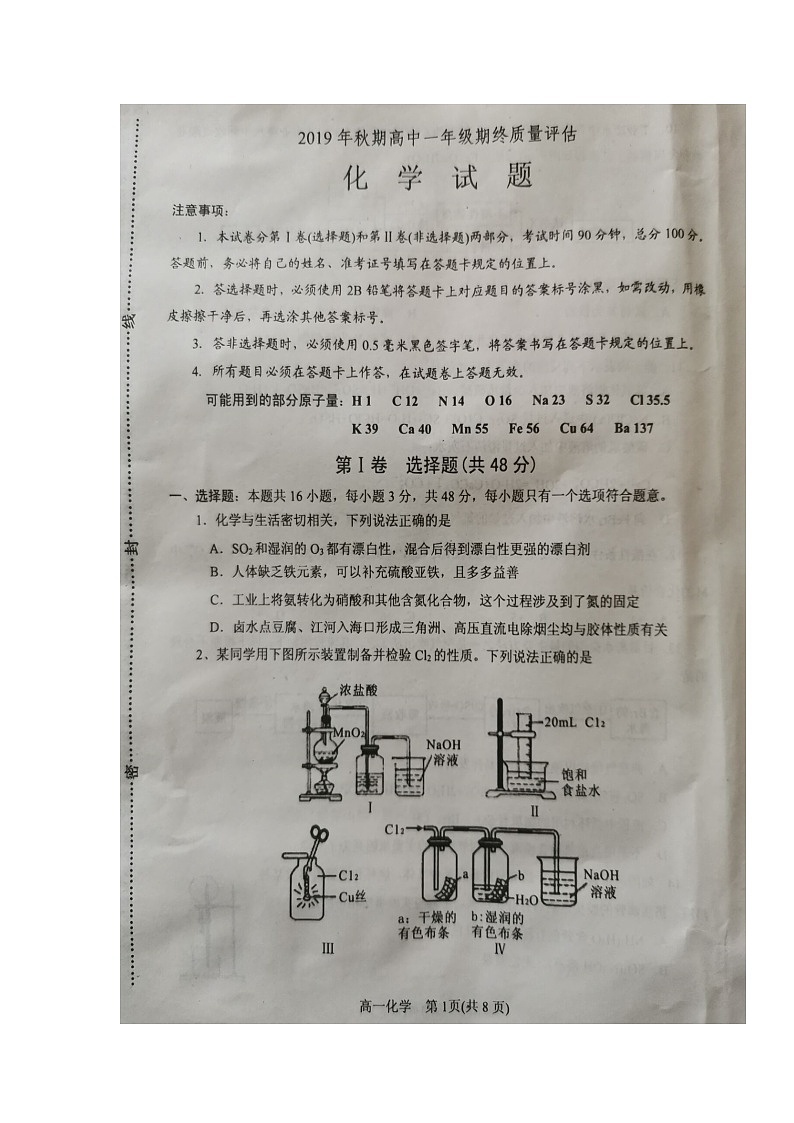 2019 年秋期高中一年级期终质量评估
化 学 试 题
注意事项：
1. 本试卷分第Ⅰ卷(选择题)和第Ⅱ卷(非选择题)两部分，考试时间 90 分钟，总分 100 分。
答题前，务必将自己的姓名、准考证号填写在答题卡规定的位置上。
2. 答选择题时，必须使用 2B 铅笔将答题卡上对应题目的答案标号涂黑，如需改动，用橡
皮擦擦干净后，再选涂其他答案标号。
3. 答非选择题时，必须使用 0.5 毫米黑色签字笔，将答案书写在答题卡规定的位置上。
4. 所有题目必须在答题卡上作答，在试题卷上答题无效。
可能用到的部分原子量：H 1 C 12 N 14 O 16 Na 23 S 32 Cl 35.5
K 39 Ca 40 Mn 55 Fe 56 Cu 64 Ba 137
第Ⅰ卷 选择题(共 48 分)
一、选择题：本题共 16 小题，每小题 3 分，共 48 分，每小题只有一个选项符合题意。
1．化学与生活密切相关，下列说法正确的是
A．SO₂和湿润的 O₃都有漂白性，混合后得到漂白性更强的漂白剂
B．人体缺乏铁元素，可以补充硫酸亚铁，且多多益善
C．工业上将氨转化为硝酸和其他含氮化合物，这个过程涉及到了氮的固定
D．卤水点豆腐、江河入海口形成三角洲、高压直流电除烟尘均与胶体性质有关
2、某同学用下图所示装置制备并检验 Cl₂的性质。下列说法正确的是
浓盐酸
MnO₂
NaOH
溶液
Ⅰ
20mL Cl₂
饱和
食盐水
Ⅱ
Cl₂
Cu丝
Ⅲ
Cl₂
a
b
H₂O
NaOH
溶液
a：干燥的
有色布条
b：湿润的
有色布条
Ⅳ
高一化学 第 1页(共 8 页)
线
封
密